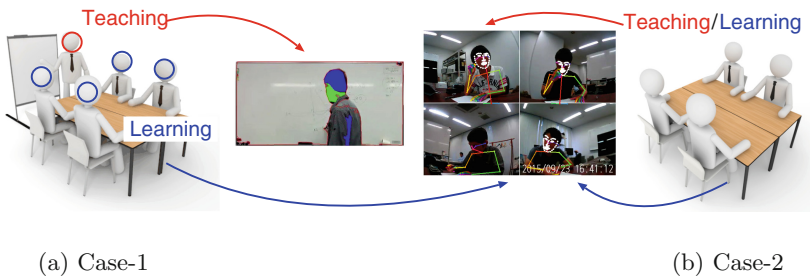 Teaching
Teaching/Learning
Learning
2015/09/23 16:41:12
(a) Case-1
(b) Case-2